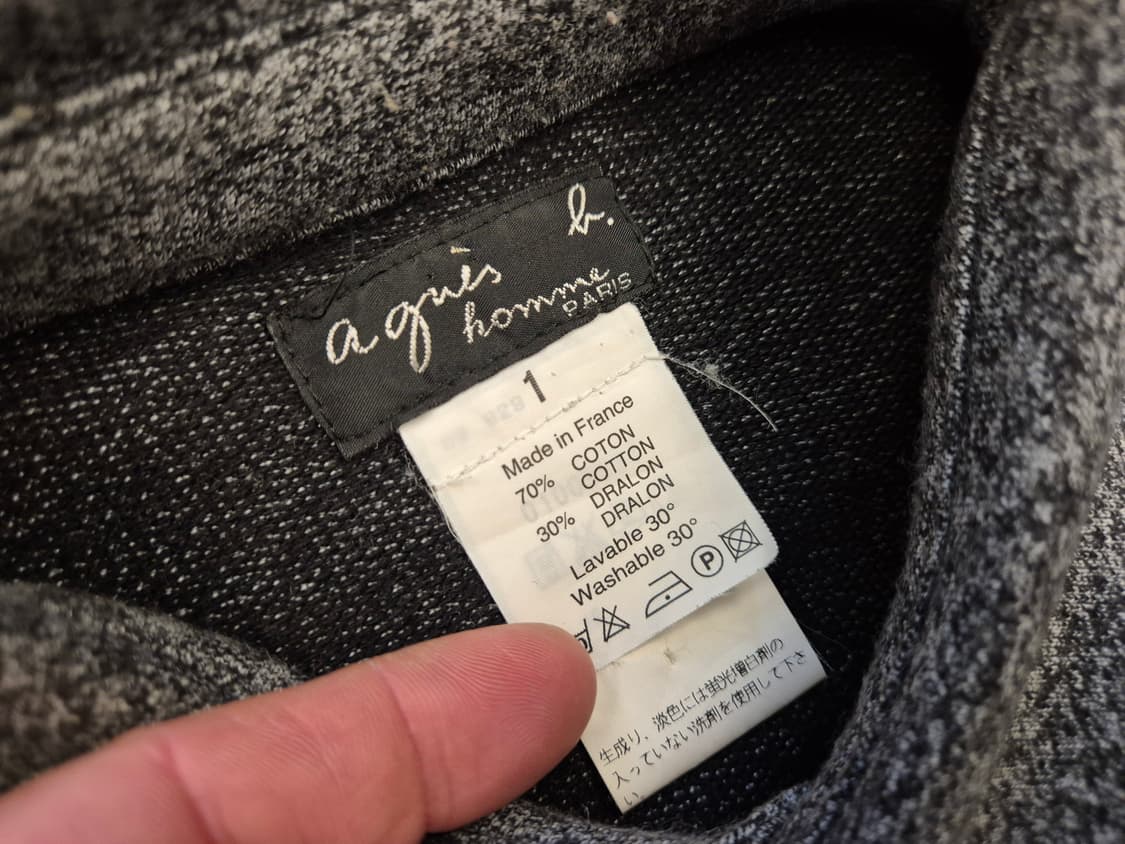 agnès b.
homme
PARIS
1
Made in France
70% COTON
COTTON
30% DRALON
DRALON
Lavable 30°
Washable 30°
P
生成り、淡色には蛍光増白剤の
入っていない洗剤を使用して下さ
い。